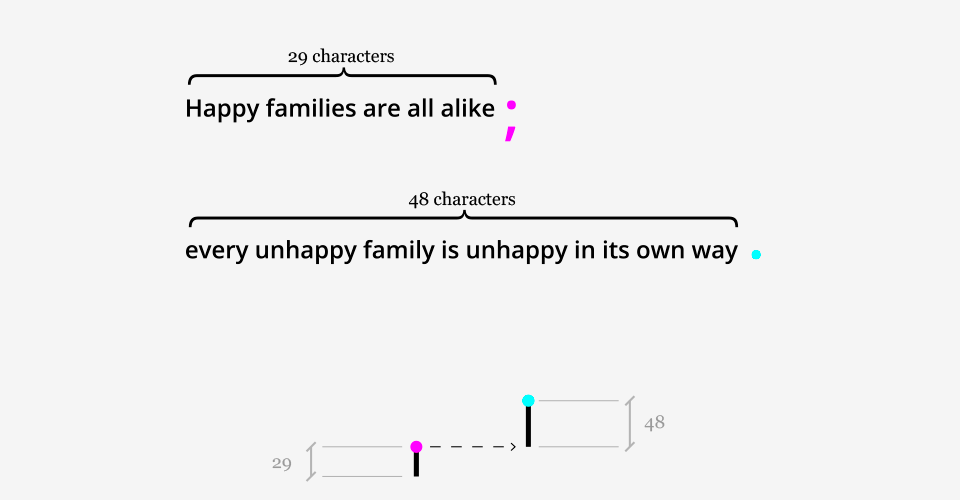 29 characters
Happy families are all alike;
48 characters
every unhappy family is unhappy in its own way.
48
29